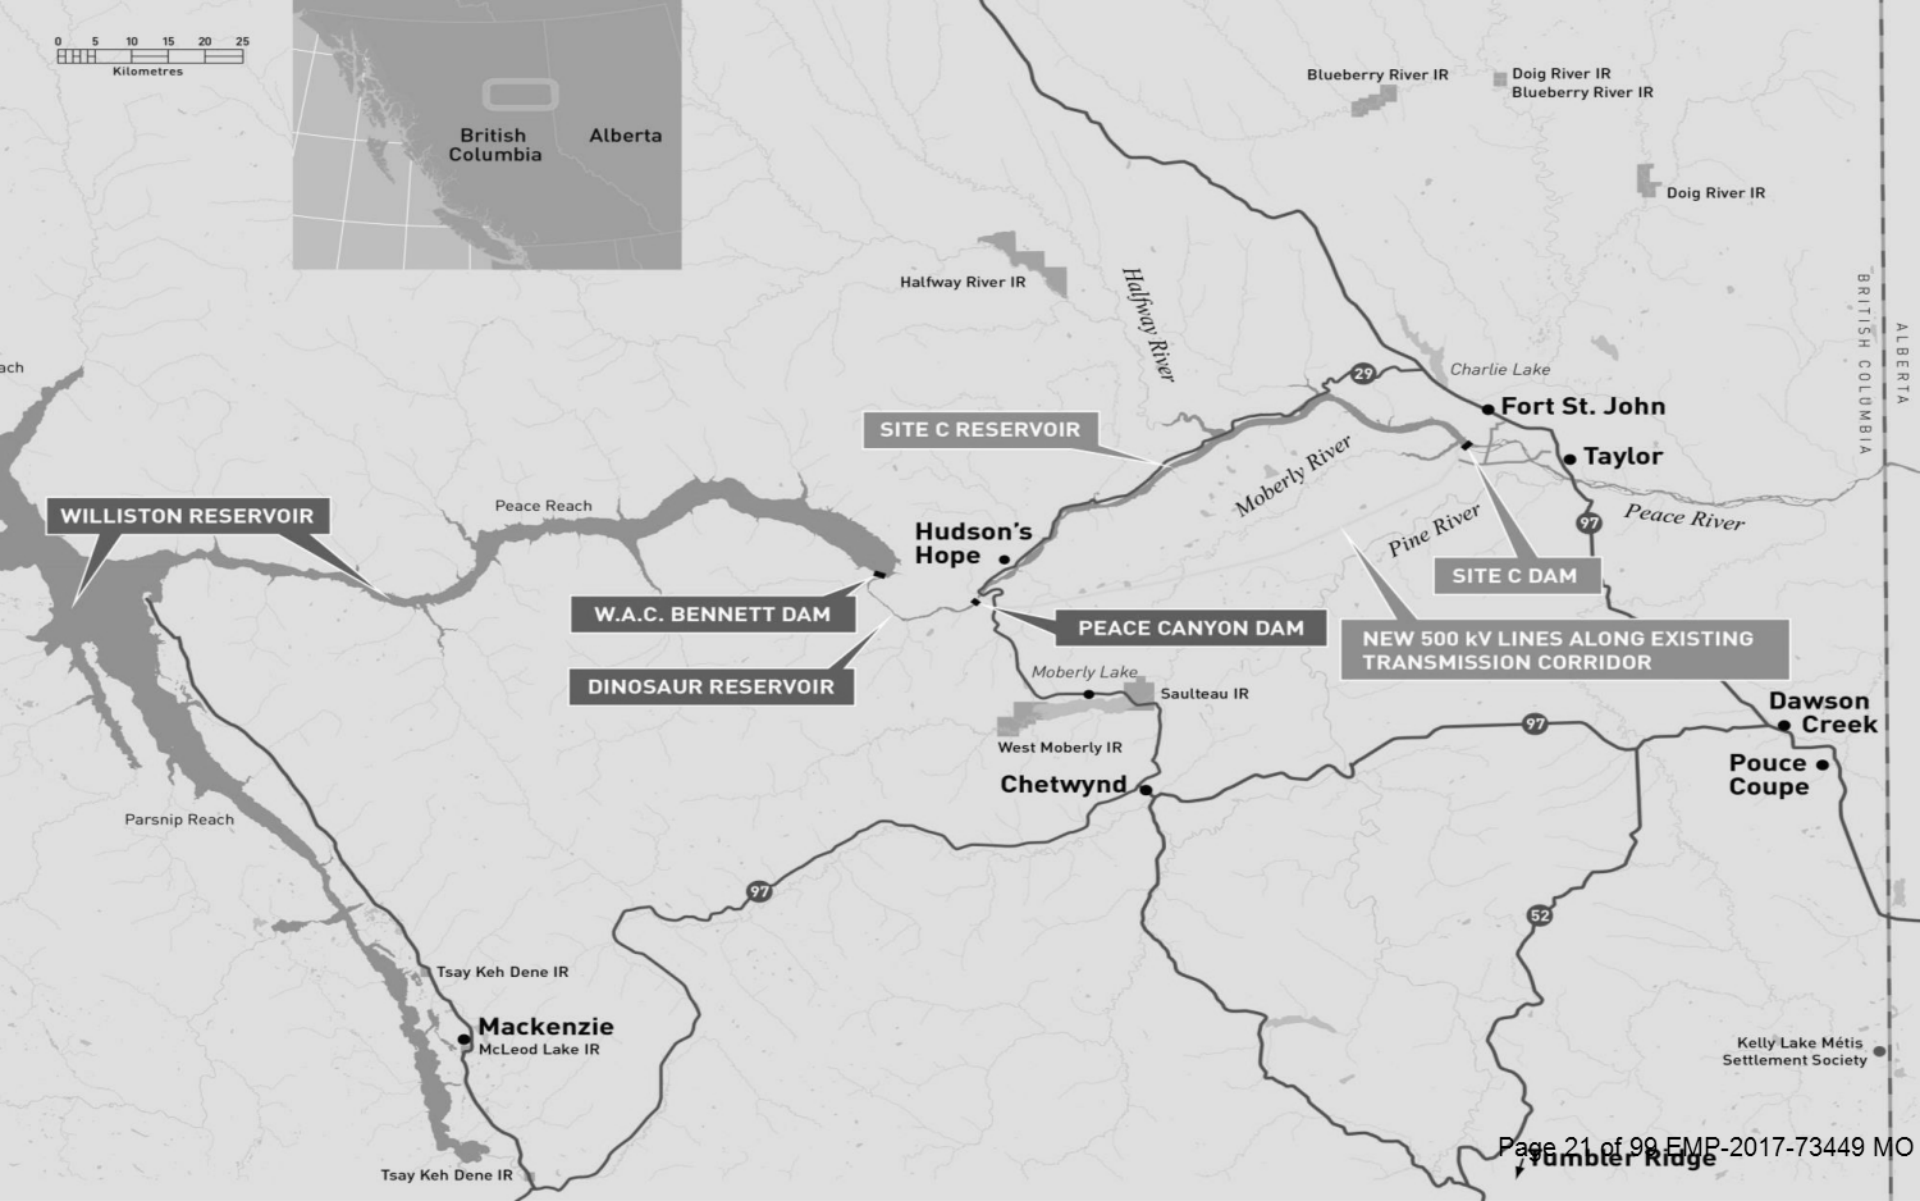 0 5 10 15 20 25
Kilometres
British
Columbia
Alberta
Blueberry River IR
Doig River IR
Blueberry River IR
Doig River IR
Halfway River IR
Halfway River
BRITISH COLUMBIA
ALBERTA
ach
29
Charlie Lake
Fort St. John
SITE C RESERVOIR
Moberly River
Taylor
WILLISTON RESERVOIR
Peace Reach
Hudson's
Hope
Pine River
97
Peace River
SITE C DAM
W.A.C. BENNETT DAM
PEACE CANYON DAM
NEW 500 kV LINES ALONG EXISTING
TRANSMISSION CORRIDOR
DINOSAUR RESERVOIR
Moberly Lake
Saulteau IR
West Moberly IR
97
Dawson
Creek
Pouce
Coupe
Chetwynd
Parsnip Reach
97
52
Tsay Keh Dene IR
Mackenzie
McLeod Lake IR
Kelly Lake Métis
Settlement Society
Page 21 of 99 EMP-2017-73449 MO
Tumbler Ridge
Tsay Keh Dene IR